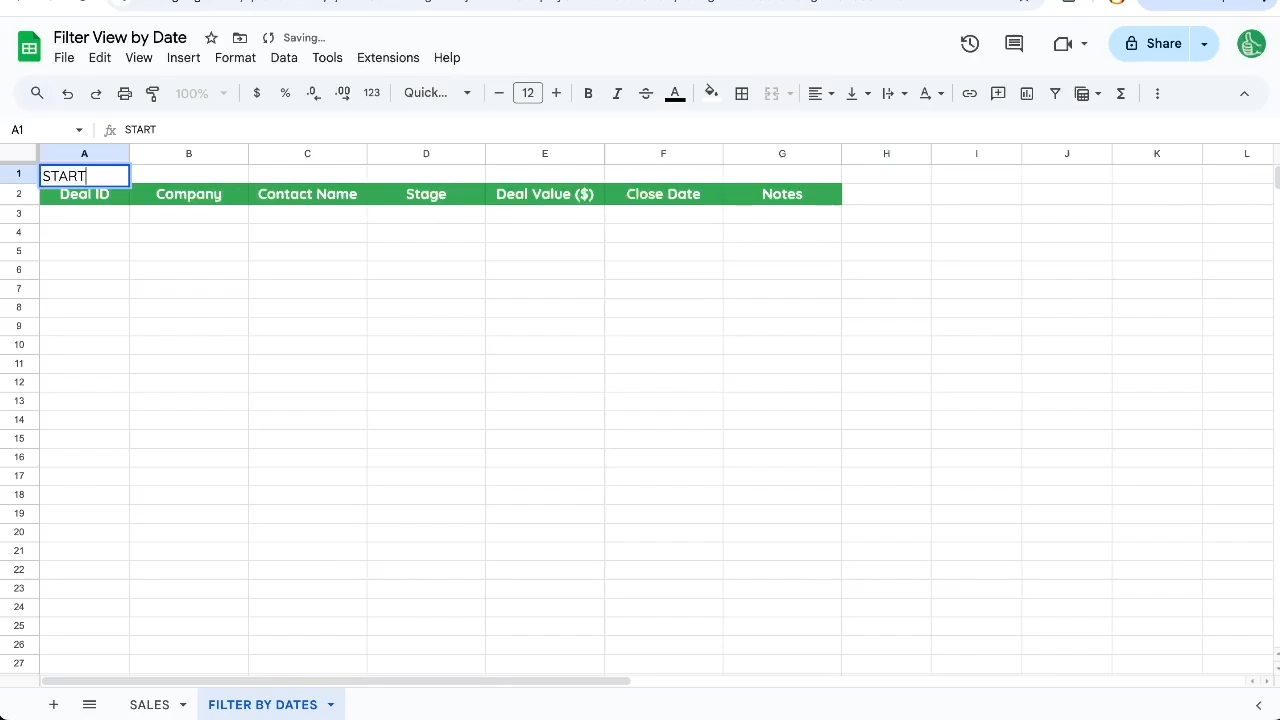 Filter View by Date Saving...
File Edit View Insert Format Data Tools Extensions Help
Share
100% $ % .0 .00 123 Quick... − 12 + B I A Σ
A1 fx START
A B C D E F G H I J K L
1 START
2 Deal ID Company Contact Name Stage Deal Value ($) Close Date Notes
3
4
5
6
7
8
9
10
11
12
13
14
15
16
17
18
19
20
21
22
23
24
25
26
27
+ SALES FILTER BY DATES